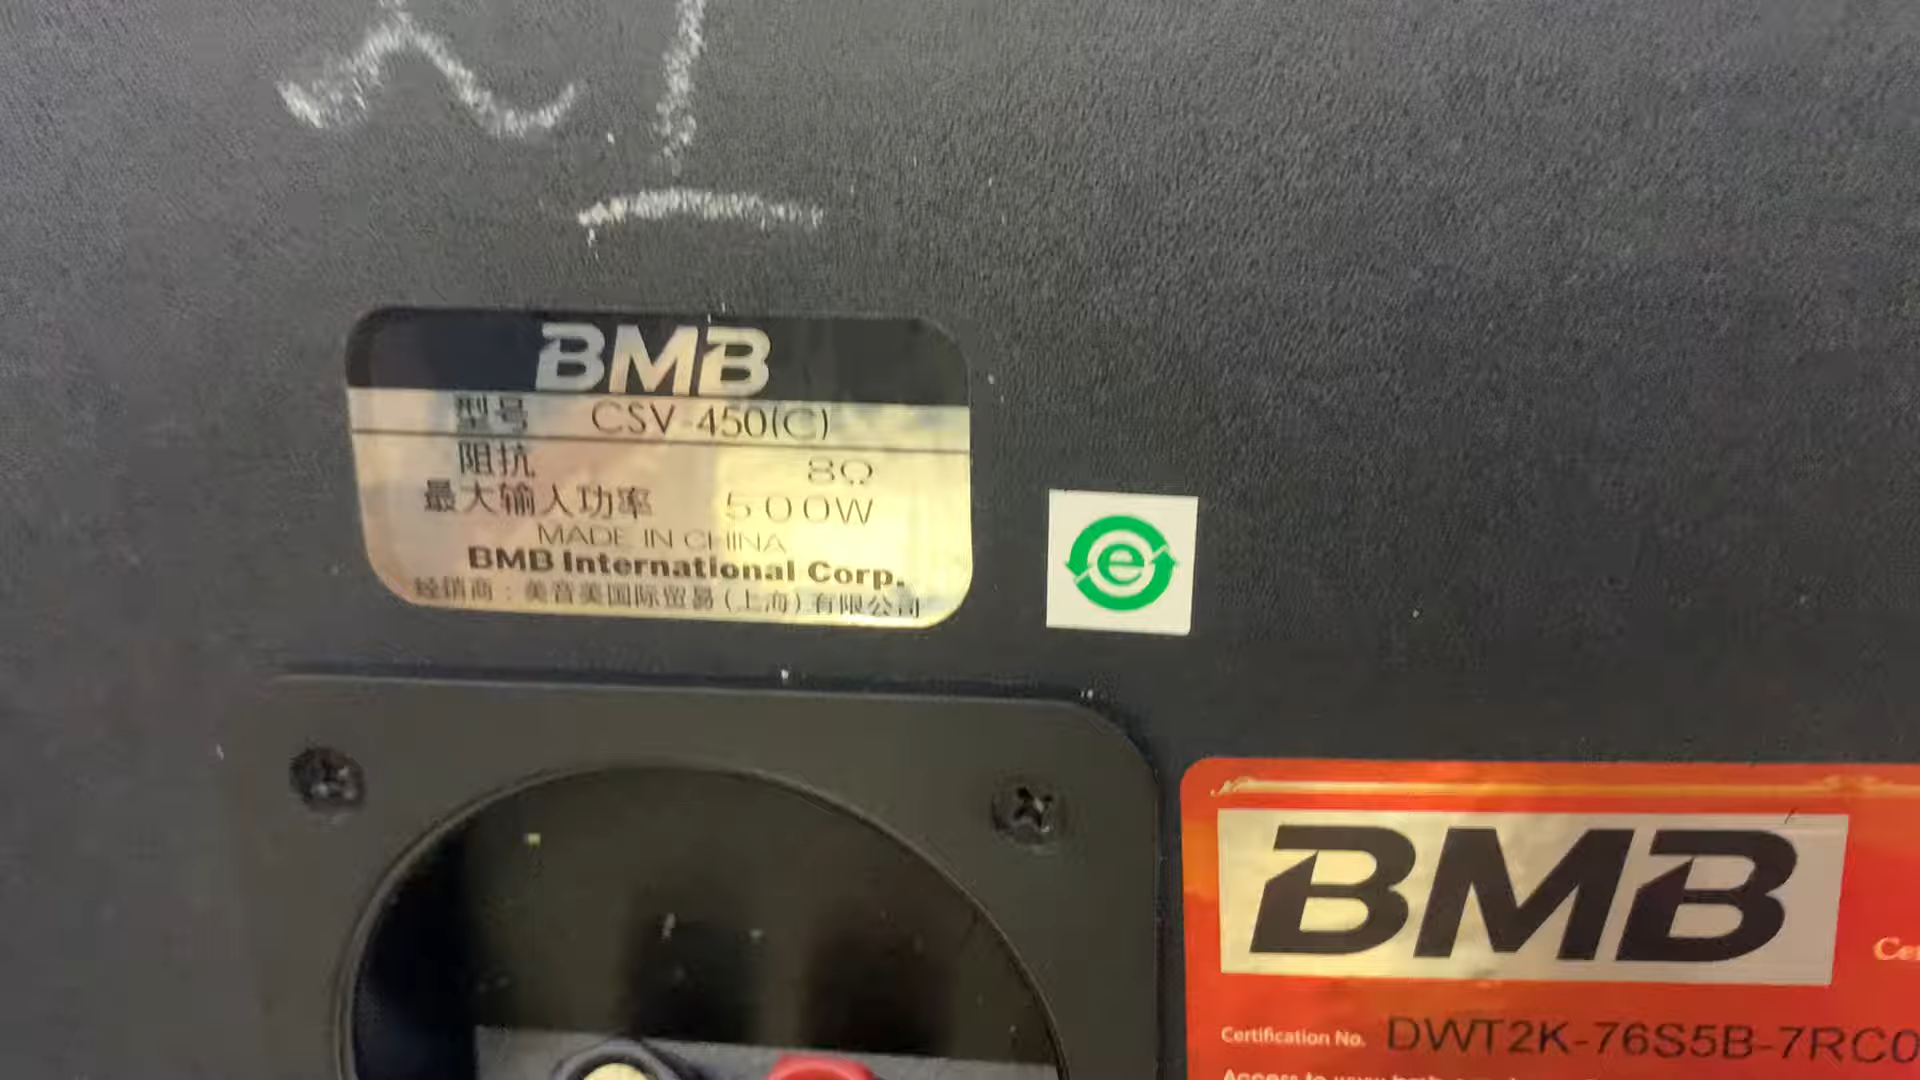 BMB
型号 CSV-450(C)
阻抗 8Ω
最大输入功率 500W
MADE IN CHINA
BMB International Corp.
经销商：美音美国际贸易(上海)有限公司
e
BMB
Certification No. DWT2K-76S5B-7RC0